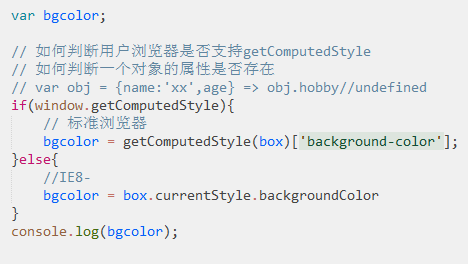 var bgcolor;
// 如何判断用户浏览器是否支持getComputedStyle
// 如何判断一个对象的属性是否存在
// var obj = {name:'xx',age} => obj.hobby//undefined
if(window.getComputedStyle){
// 标准浏览器
bgcolor = getComputedStyle(box)['background-color'];
}else{
//IE8-
bgcolor = box.currentStyle.backgroundColor
}
console.log(bgcolor);